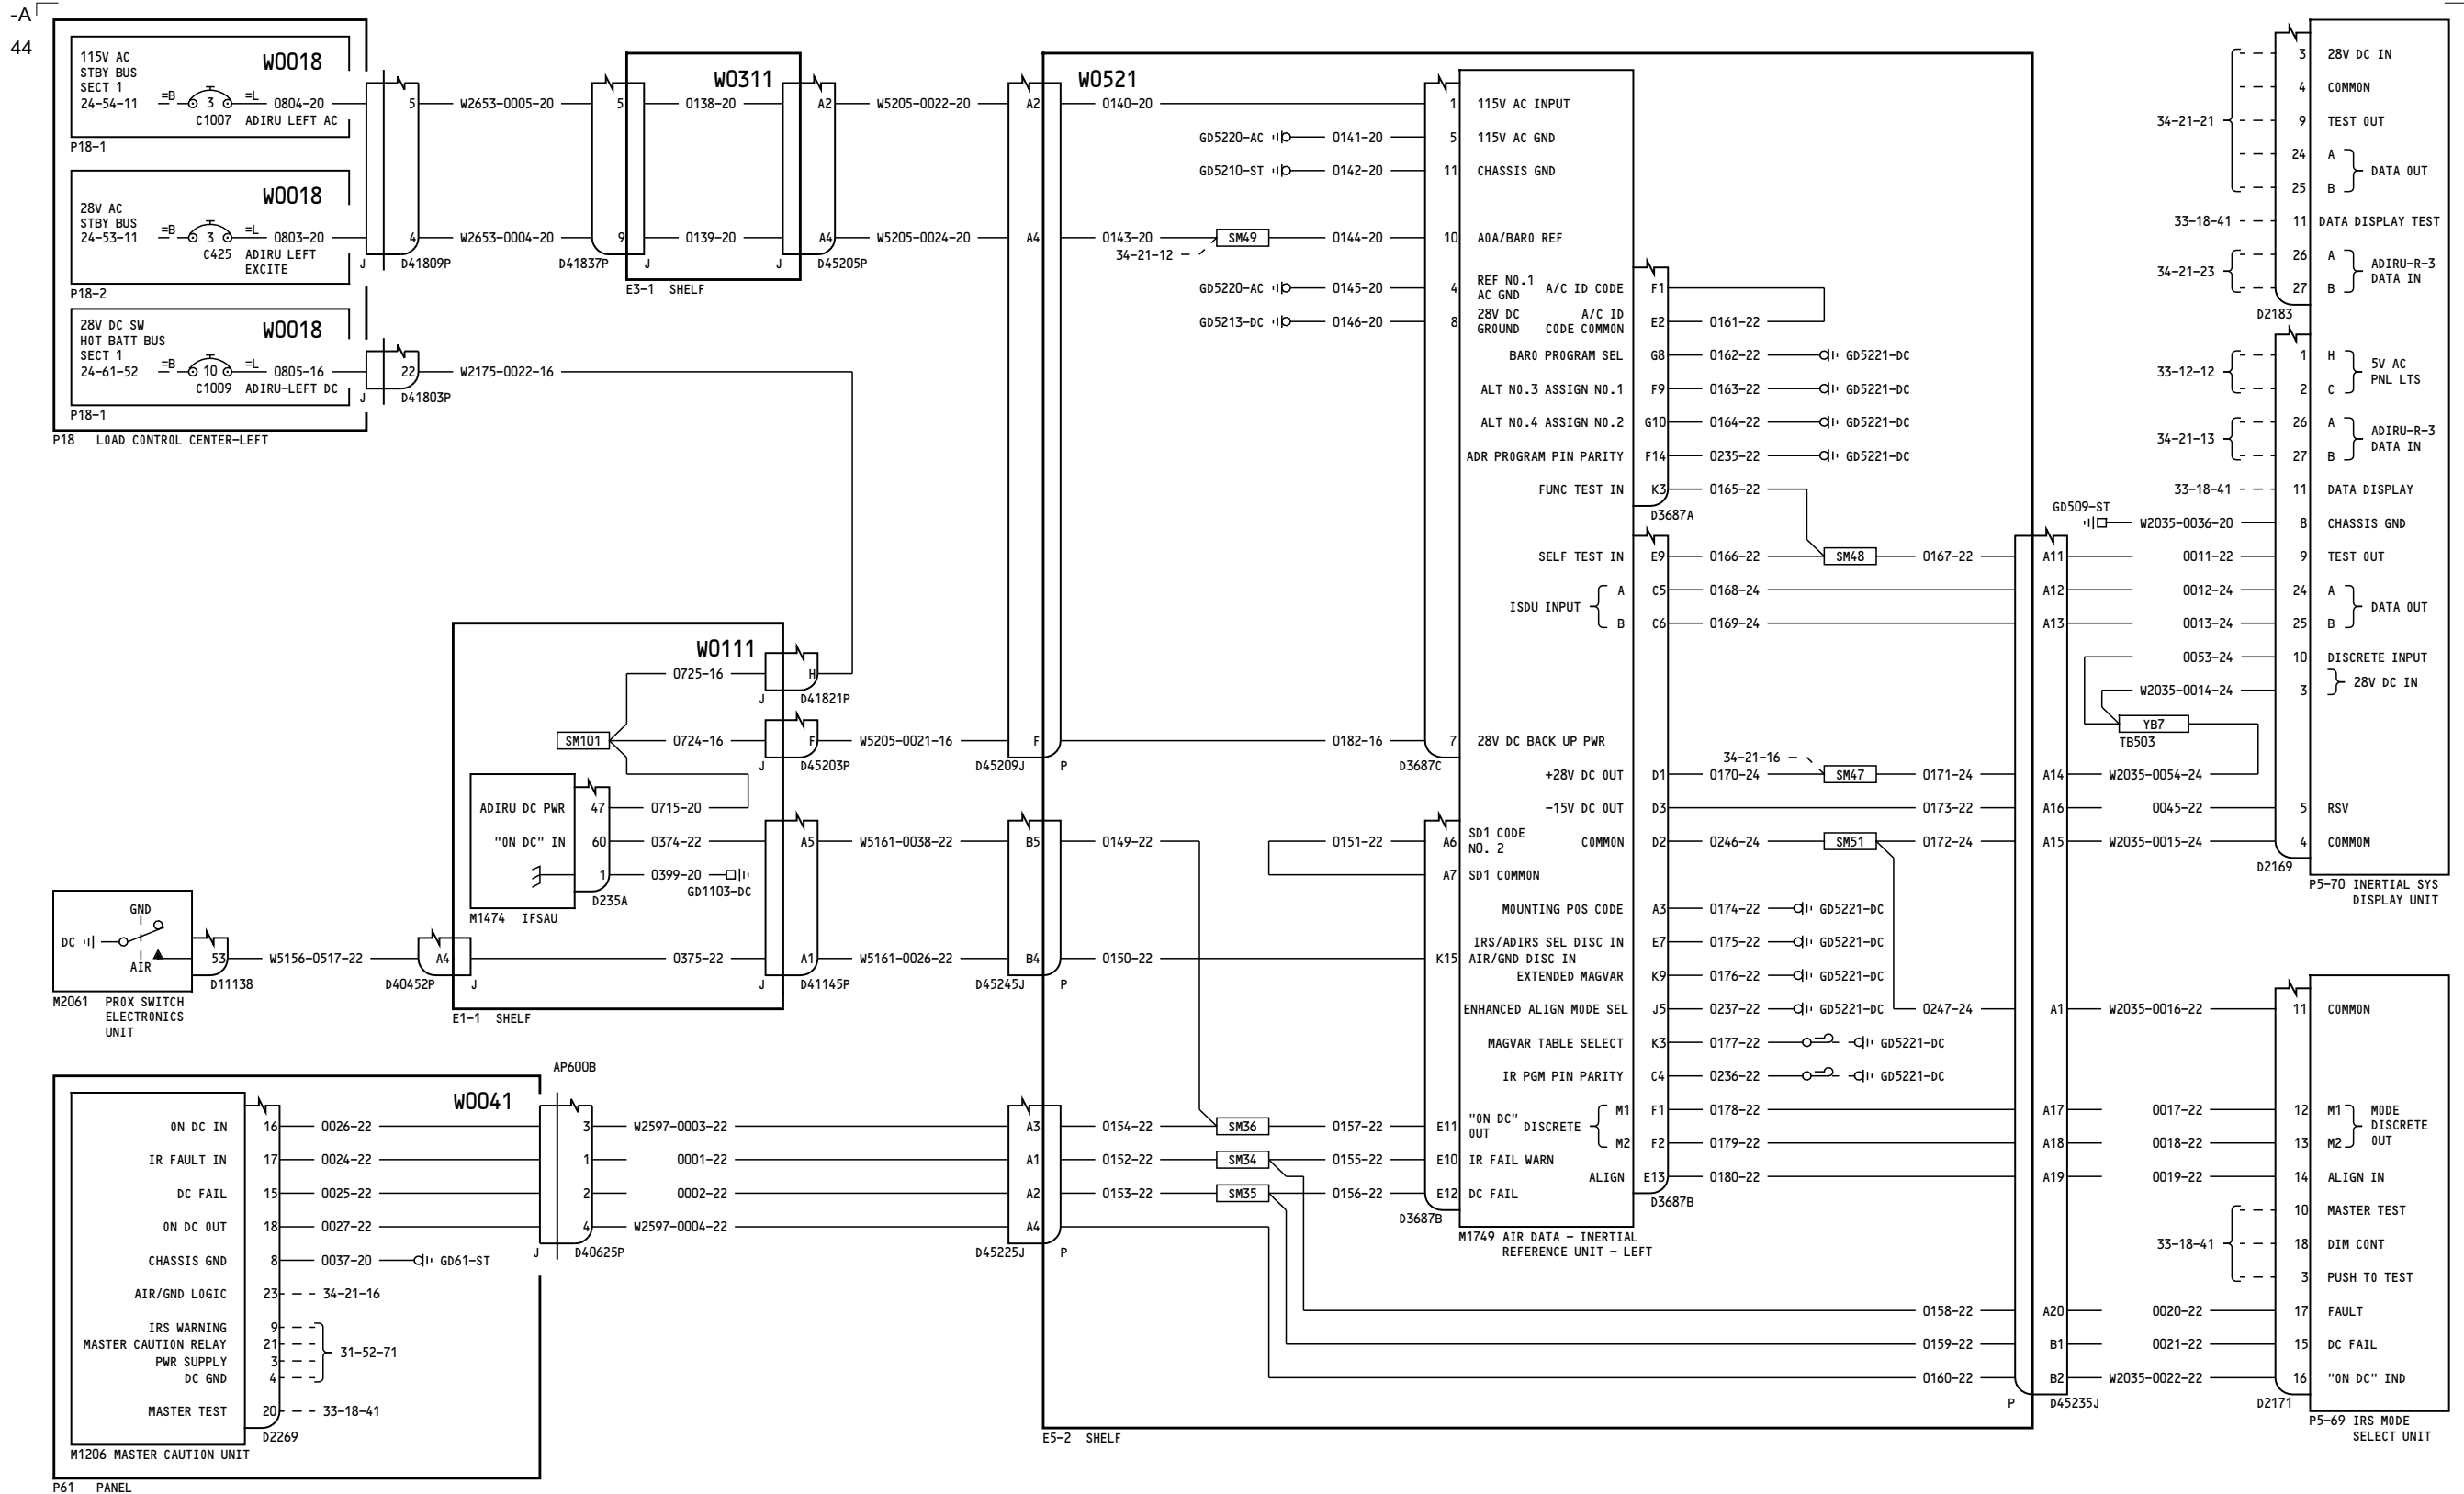 -A
44
115V AC
STBY BUS
SECT 1
24-54-11
W0018
=B 3 =L 0804-20
C1007 ADIRU LEFT AC
P18-1
28V AC
STBY BUS
24-53-11
W0018
=B 3 =L 0803-20
C425 ADIRU LEFT
EXCITE
P18-2
28V DC SW
HOT BATT BUS
SECT 1
24-61-52
W0018
=B 10 =L 0805-16
C1009 ADIRU-LEFT DC
P18-1
P18 LOAD CONTROL CENTER-LEFT
5 W2653-0005-20 5
4 W2653-0004-20 9
J D41809P
22 W2175-0022-16
J D41803P
W0311
0138-20 A2 W5205-0022-20 A2
0139-20 A4 W5205-0024-20 A4
D41837P J
J D45205P
E3-1 SHELF
W0111
0725-16 H
J D41821P
SM101 0724-16 F W5205-0021-16 F
J D45203P
D45209J P
ADIRU DC PWR 47 0715-20
"ON DC" IN 60 0374-22 A5 W5161-0038-22 B5
1 0399-20
GD1103-DC
D235A
M1474 IFSAU
GND
DC
AIR
53 W5156-0517-22 A4 0375-22 A1 W5161-0026-22 B4
D11138
D40452P J
J D41145P
D45245J P
M2061 PROX SWITCH
ELECTRONICS
UNIT
E1-1 SHELF
AP600B
W0041
ON DC IN 16 0026-22 3 W2597-0003-22 A3
IR FAULT IN 17 0024-22 1 0001-22 A1
DC FAIL 15 0025-22 2 0002-22 A2
ON DC OUT 18 0027-22 4 W2597-0004-22 A4
J D40625P
D45225J P
CHASSIS GND 8 0037-20 GD61-ST
AIR/GND LOGIC 23 34-21-16
IRS WARNING 9
MASTER CAUTION RELAY 21
PWR SUPPLY 3
DC GND 4
31-52-71
MASTER TEST 20 33-18-41
D2269
M1206 MASTER CAUTION UNIT
P61 PANEL
W0521
0140-20 1 115V AC INPUT
GD5220-AC 0141-20 5 115V AC GND
GD5210-ST 0142-20 11 CHASSIS GND
0143-20 SM49 0144-20 10 AOA/BARO REF
34-21-12
GD5220-AC 0145-20 4 REF NO.1
AC GND
GD5213-DC 0146-20 8 28V DC
GROUND
0182-16 7 28V DC BACK UP PWR
D3687C
0149-22
0151-22 A6 SD1 CODE
NO. 2
A7 SD1 COMMON
0150-22 K15 AIR/GND DISC IN
0154-22 SM36 0157-22 E11 "ON DC"
OUT
0152-22 SM34 0155-22 E10 IR FAIL WARN
0153-22 SM35 0156-22 E12 DC FAIL
D3687B
A/C ID CODE F1
A/C ID
CODE COMMON E2 0161-22
BARO PROGRAM SEL G8 0162-22 GD5221-DC
ALT NO.3 ASSIGN NO.1 F9 0163-22 GD5221-DC
ALT NO.4 ASSIGN NO.2 G10 0164-22 GD5221-DC
ADR PROGRAM PIN PARITY F14 0235-22 GD5221-DC
FUNC TEST IN K3 0165-22
D3687A
SELF TEST IN E9 0166-22 SM48 0167-22 A11 0011-22
ISDU INPUT
A C5 0168-24 A12 0012-24
B C6 0169-24 A13 0013-24
34-21-16
+28V DC OUT D1 0170-24 SM47 0171-24 A14 W2035-0054-24
-15V DC OUT D3 0173-22 A16 0045-22
COMMON D2 0246-24 SM51 0172-24 A15 W2035-0015-24
MOUNTING POS CODE A3 0174-22 GD5221-DC
IRS/ADIRS SEL DISC IN E7 0175-22 GD5221-DC
EXTENDED MAGVAR K9 0176-22 GD5221-DC
ENHANCED ALIGN MODE SEL J5 0237-22 GD5221-DC 0247-24 A1 W2035-0016-22
MAGVAR TABLE SELECT K3 0177-22 GD5221-DC
IR PGM PIN PARITY C4 0236-22 GD5221-DC
DISCRETE
M1 F1 0178-22 A17 0017-22
M2 F2 0179-22 A18 0018-22
ALIGN E13 0180-22 A19 0019-22
D3687B
M1749 AIR DATA - INERTIAL
REFERENCE UNIT - LEFT
0158-22 A20 0020-22
0159-22 B1 0021-22
0160-22 B2 W2035-0022-22
P D45235J
E5-2 SHELF
34-21-21
3 28V DC IN
4 COMMON
9 TEST OUT
24 A
25 B
DATA OUT
33-18-41 11 DATA DISPLAY TEST
34-21-23
26 A
27 B
ADIRU-R-3
DATA IN
D2183
33-12-12
1 H
2 C
5V AC
PNL LTS
34-21-13
26 A
27 B
ADIRU-R-3
DATA IN
33-18-41 11 DATA DISPLAY
GD509-ST
W2035-0036-20 8 CHASSIS GND
9 TEST OUT
24 A
25 B
DATA OUT
0053-24 10 DISCRETE INPUT
W2035-0014-24 3 28V DC IN
YB7
TB503
5 RSV
4 COMMOM
D2169
P5-70 INERTIAL SYS
DISPLAY UNIT
11 COMMON
12 M1
13 M2
MODE
DISCRETE
OUT
14 ALIGN IN
33-18-41
10 MASTER TEST
18 DIM CONT
3 PUSH TO TEST
17 FAULT
15 DC FAIL
16 "ON DC" IND
D2171
P5-69 IRS MODE
SELECT UNIT